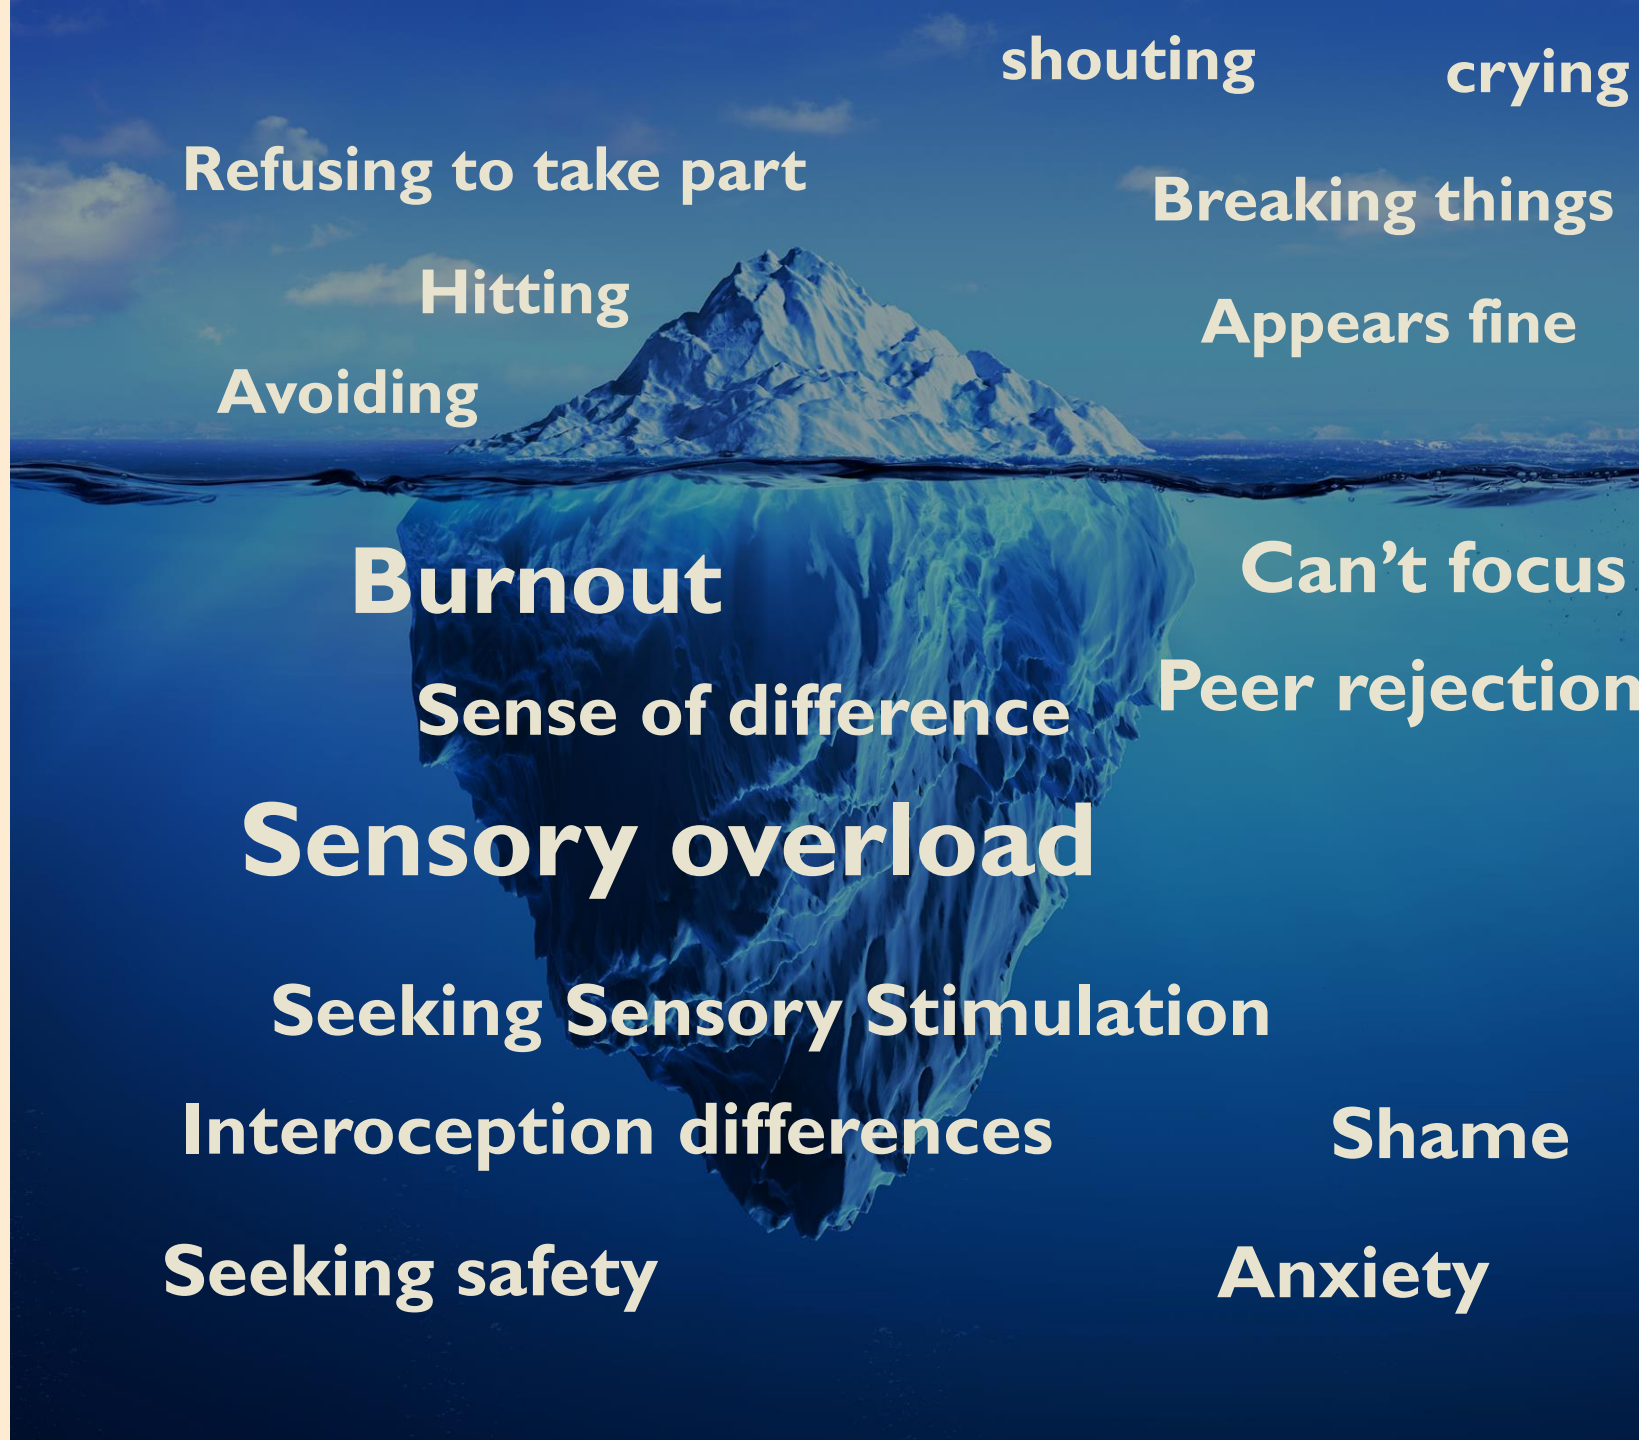 shouting
crying
Refusing to take part
Breaking things
Hitting
Appears fine
Avoiding
Burnout
Can’t focus
Sense of difference
Peer rejection
Sensory overload
Seeking Sensory Stimulation
Interoception differences
Shame
Seeking safety
Anxiety